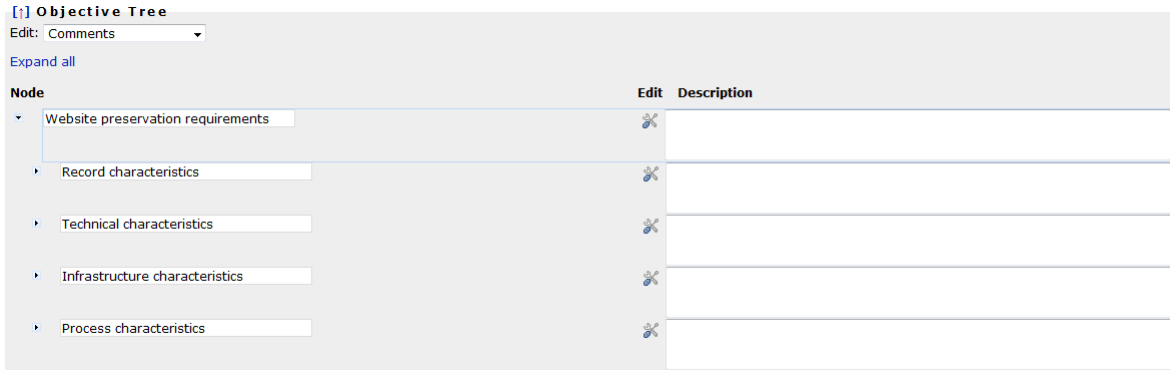 [↑] Objective Tree
Edit: Comments
Expand all
Node Edit Description
Website preservation requirements
Record characteristics
Technical characteristics
Infrastructure characteristics
Process characteristics